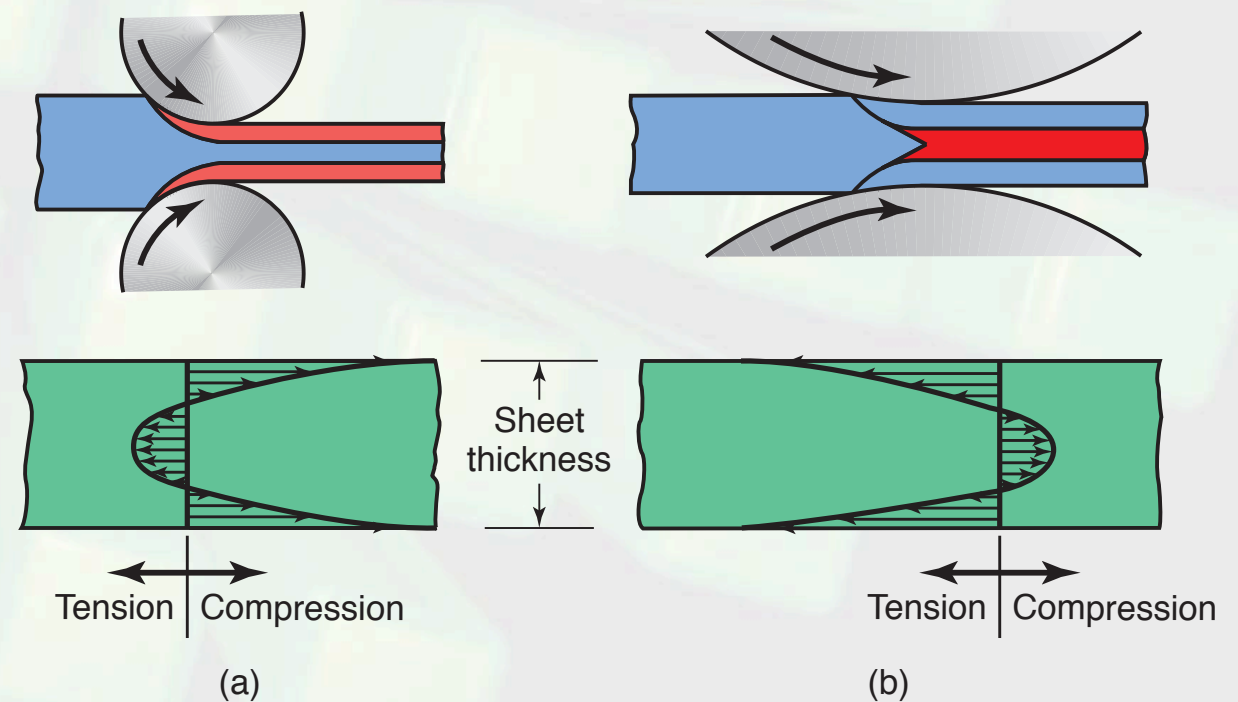 Sheet
thickness
Tension
Compression
Tension
Compression
(a)
(b)